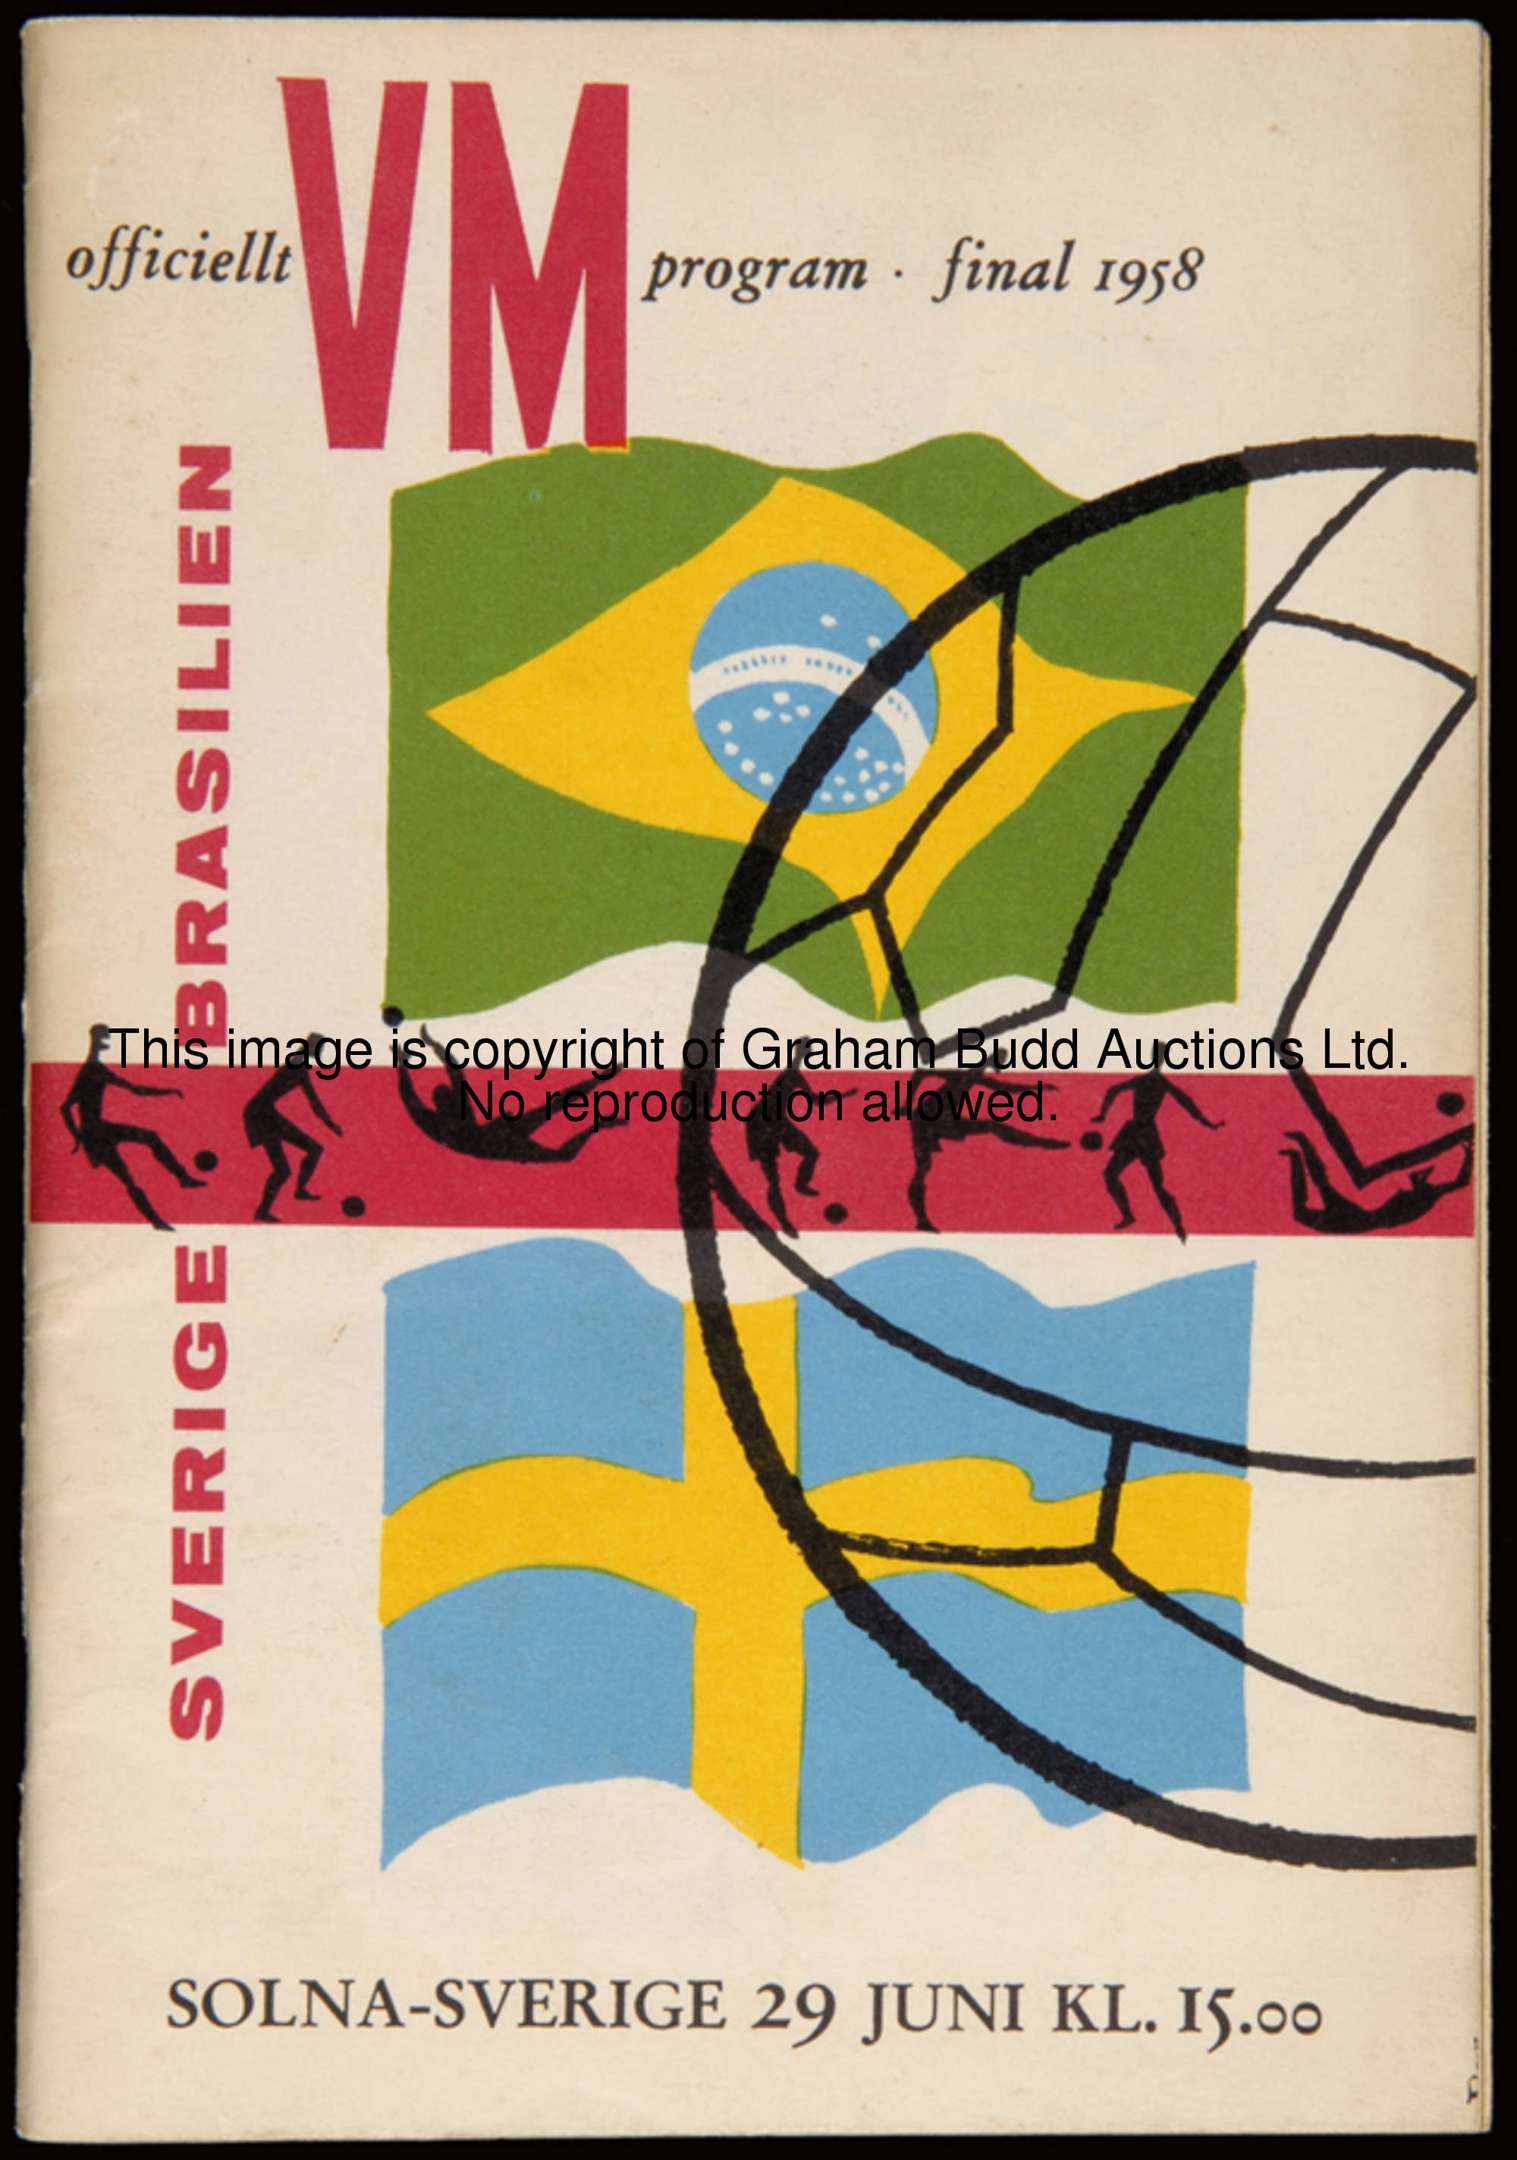 officiellt VM program · final 1958
BRASILIEN
This image is copyright of Graham Budd Auctions Ltd.
No reproduction allowed.
SVERIGE
SOLNA-SVERIGE 29 JUNI KL. 15.00